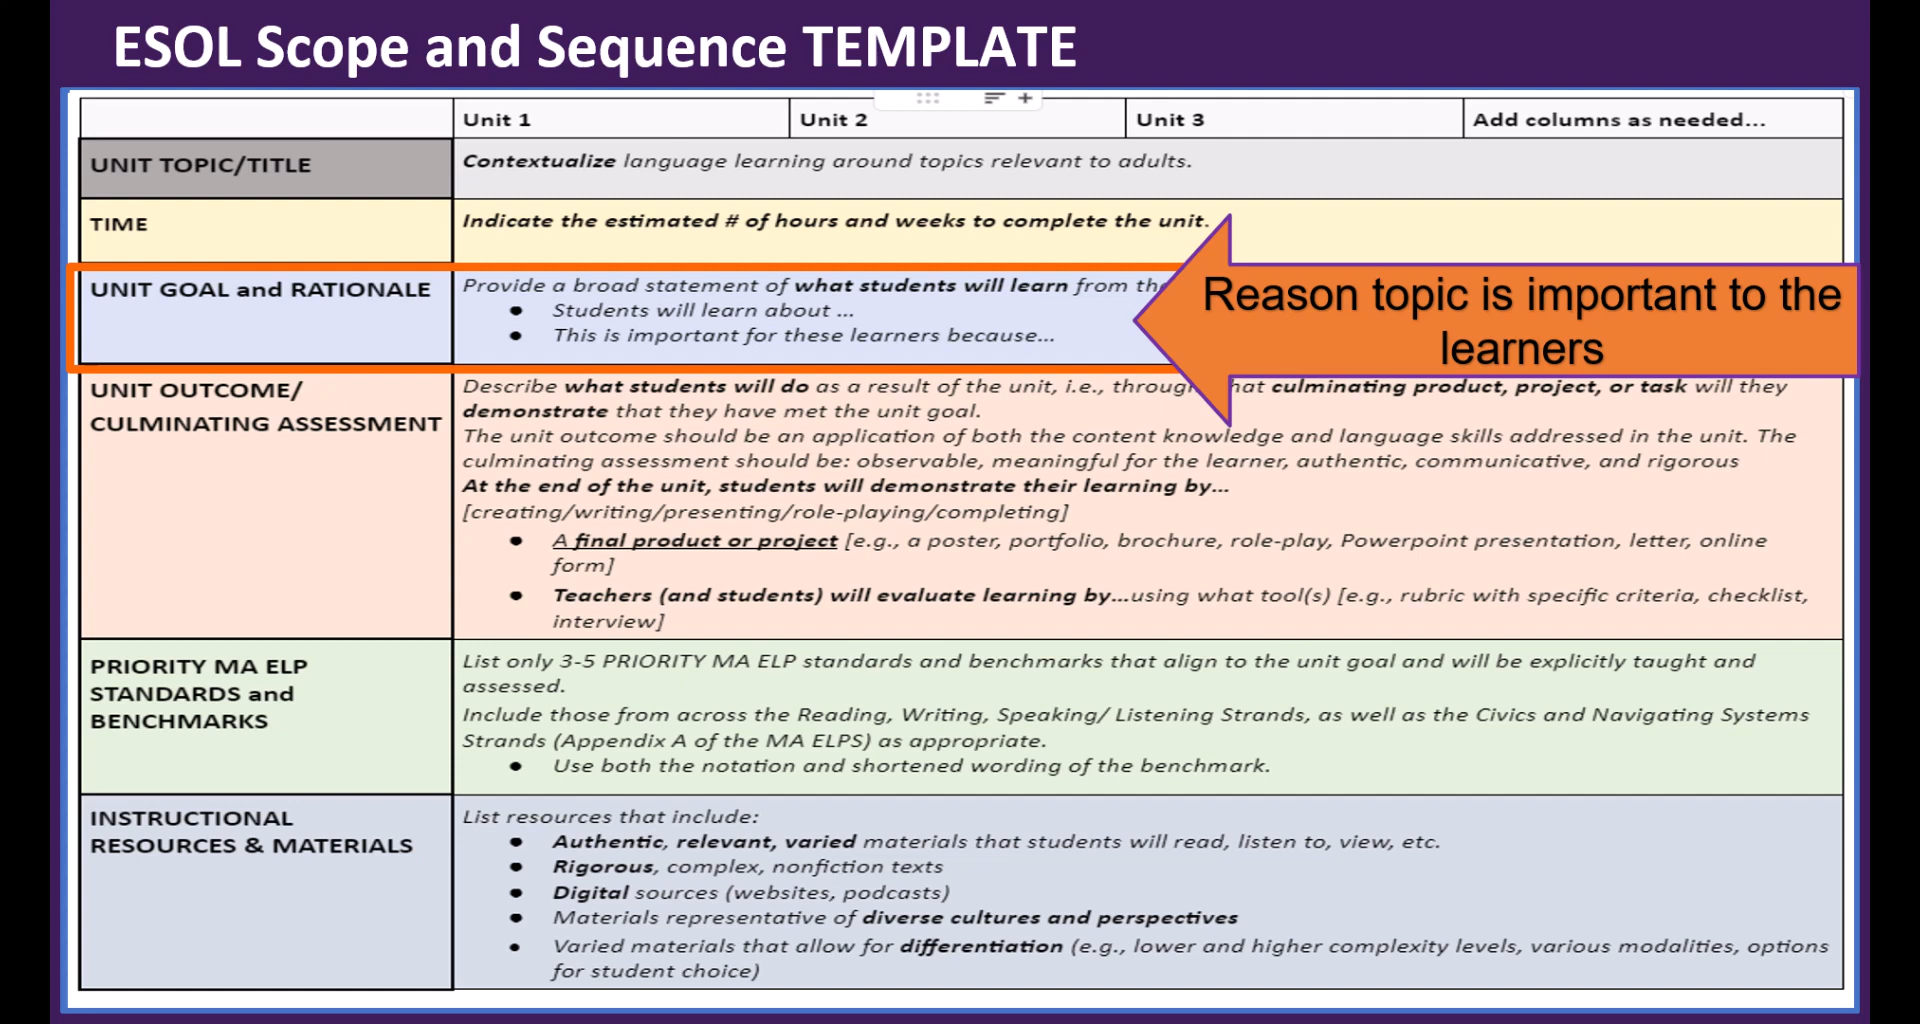 ESOL Scope and Sequence TEMPLATE
Unit 1
Unit 2
Unit 3
Add columns as needed...
UNIT TOPIC/TITLE
Contextualize language learning around topics relevant to adults.
TIME
Indicate the estimated # of hours and weeks to complete the unit.
UNIT GOAL and RATIONALE
Provide a broad statement of what students will learn from
• Students will learn about ...
• This is important for these learners because...
Reason topic is important to the
learners
UNIT OUTCOME/
CULMINATING ASSESSMENT
Describe what students will do as a result of the unit, i.e., culminating product, project, or task will they
demonstrate that they have met the unit goal.
The unit outcome should be an application of both the content knowledge and language skills addressed in the unit. The
culminating assessment should be: observable, meaningful for the learner, authentic, communicative, and rigorous
At the end of the unit, students will demonstrate their learning by...
[creating/writing/presenting/role-playing/completing]
• A final product or project [e.g., a poster, portfolio, brochure, role-play, Powerpoint presentation, letter, online
form]
• Teachers (and students) will evaluate learning by...using what tool(s) [e.g., rubric with specific criteria, checklist,
interview]
PRIORITY MA ELP
STANDARDS and
BENCHMARKS
List only 3-5 PRIORITY MA ELP standards and benchmarks that align to the unit goal and will be explicitly taught and
assessed.
Include those from across the Reading, Writing, Speaking/ Listening Strands, as well as the Civics and Navigating Systems
Strands (Appendix A of the MA ELPS) as appropriate.
• Use both the notation and shortened wording of the benchmark.
INSTRUCTIONAL
RESOURCES & MATERIALS
List resources that include:
• Authentic, relevant, varied materials that students will read, listen to, view, etc.
• Rigorous, complex, nonfiction texts
• Digital sources (websites, podcasts)
• Materials representative of diverse cultures and perspectives
• Varied materials that allow for differentiation (e.g., lower and higher complexity levels, various modalities, options
for student choice)